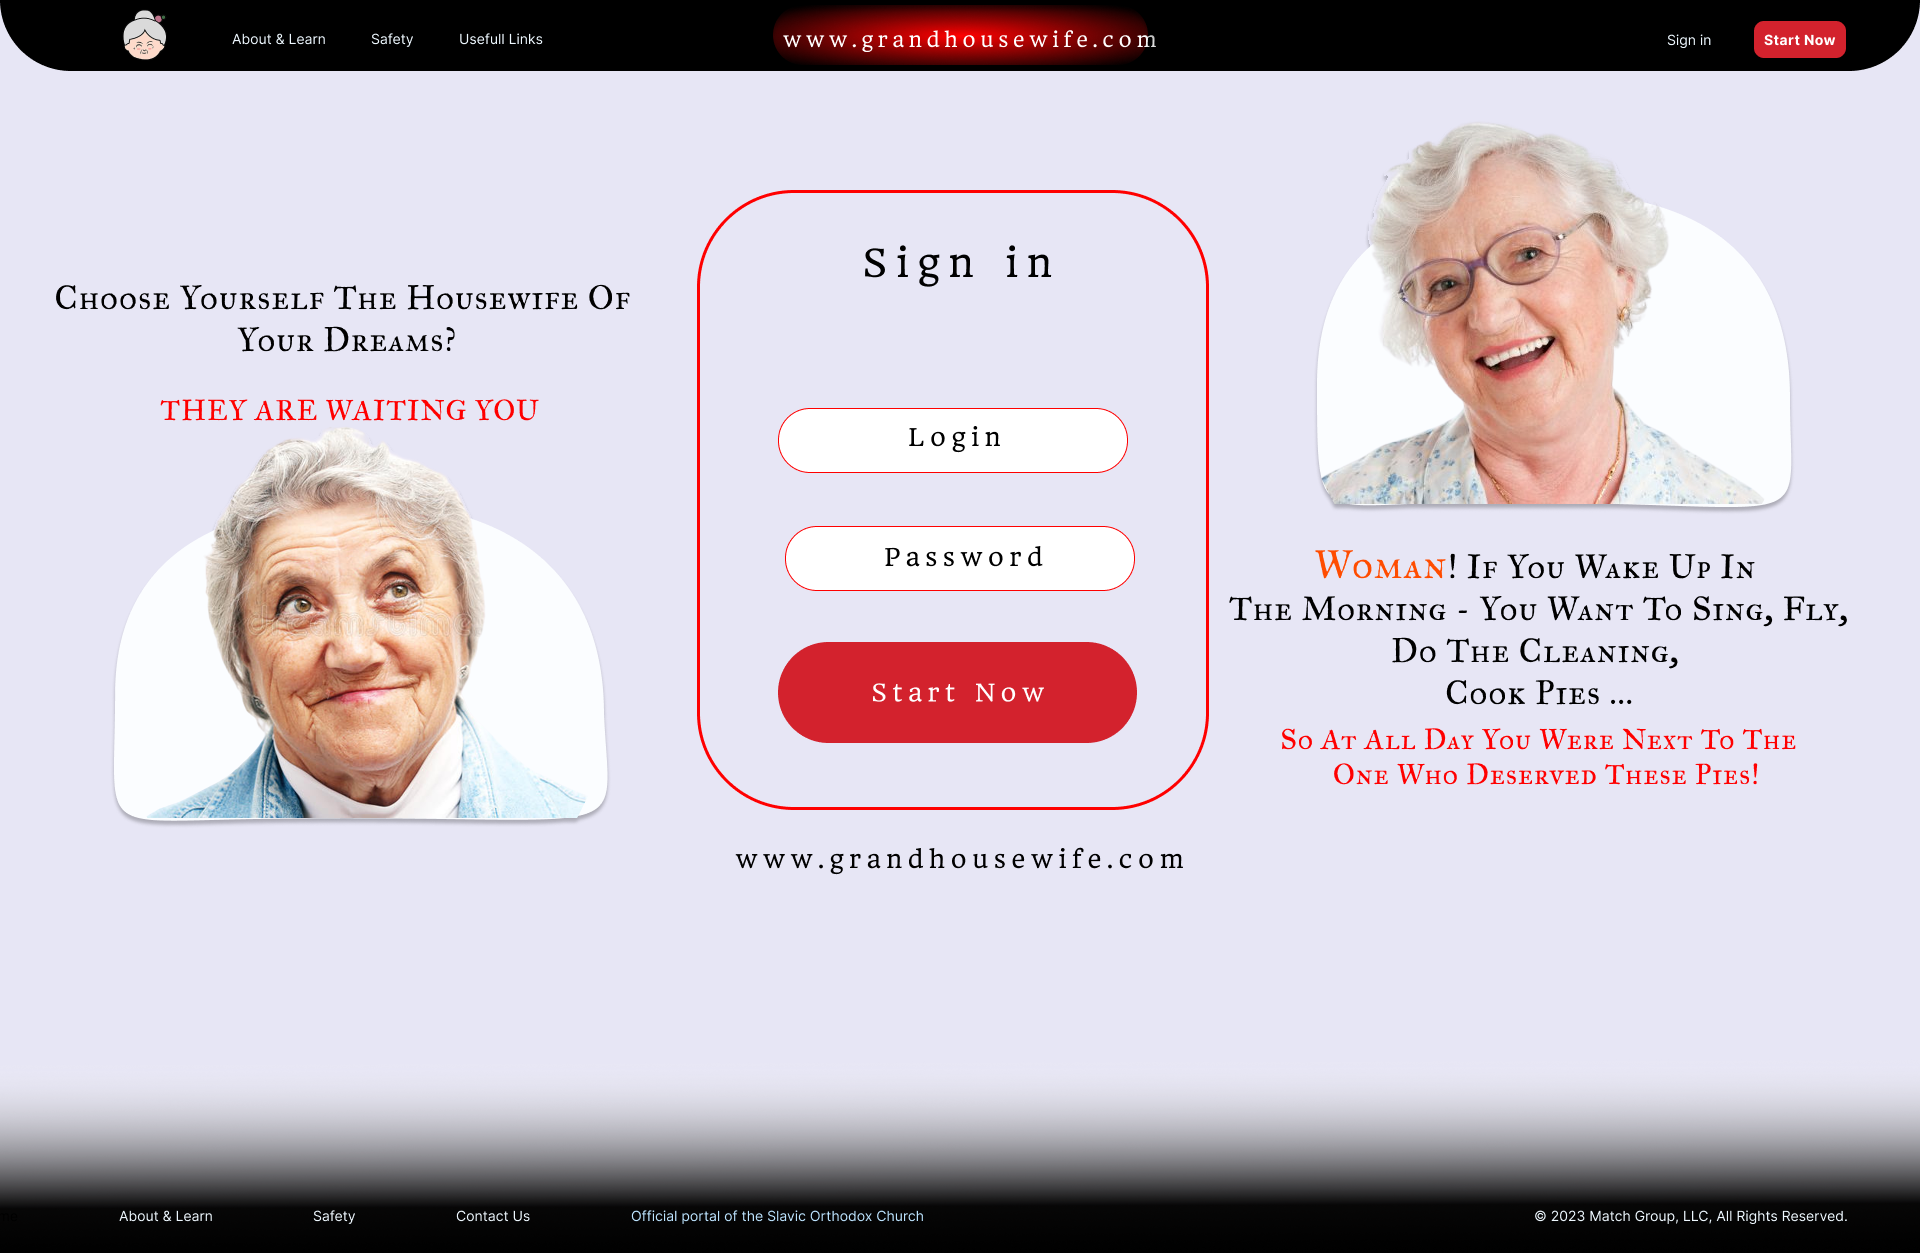 About & Learn
Safety
Usefull Links
www.grandhousewife.com
Sign in
Start Now
Choose Yourself The Housewife Of
Your Dreams?
THEY ARE WAITING YOU
Sign in
Login
Password
Start Now
www.grandhousewife.com
Woman! If You Wake Up In
The Morning - You Want To Sing, Fly,
Do The Cleaning,
Cook Pies ...
So At All Day You Were Next To The
One Who Deserved These Pies!
About & Learn
Safety
Contact Us
Official portal of the Slavic Orthodox Church
© 2023 Match Group, LLC, All Rights Reserved.